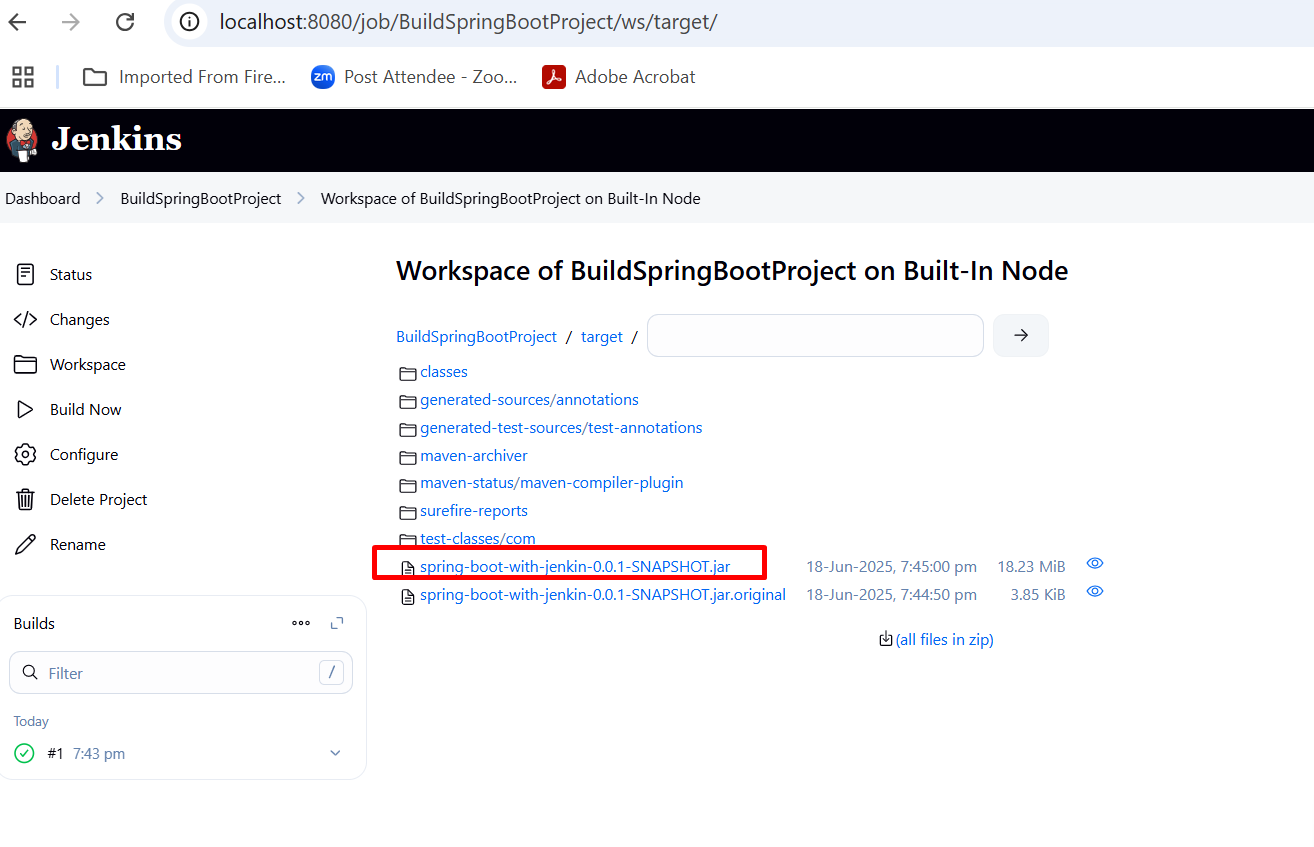 localhost:8080/job/BuildSpringBootProject/ws/target/
Imported From Fire...
zm
Post Attendee - Zoo...
Adobe Acrobat
Jenkins
Dashboard > BuildSpringBootProject > Workspace of BuildSpringBootProject on Built-In Node
Status
Changes
Workspace
Build Now
Configure
Delete Project
Rename
Builds
Filter /
Today
#1 7:43 pm
Workspace of BuildSpringBootProject on Built-In Node
BuildSpringBootProject / target /
classes
generated-sources/annotations
generated-test-sources/test-annotations
maven-archiver
maven-status/maven-compiler-plugin
surefire-reports
test-classes/com
spring-boot-with-jenkin-0.0.1-SNAPSHOT.jar 18-Jun-2025, 7:45:00 pm 18.23 MiB
spring-boot-with-jenkin-0.0.1-SNAPSHOT.jar.original 18-Jun-2025, 7:44:50 pm 3.85 KiB
(all files in zip)